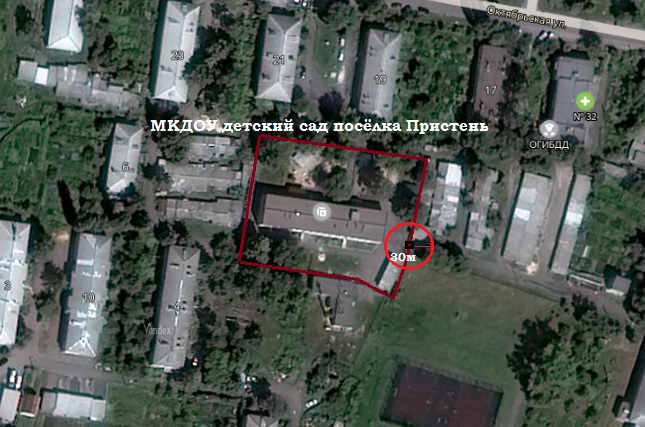 Октябрьская ул.
23
21
19
17
№ 32
МКДОУ детский сад посёлка Пристень
ОГИБДД
6
30м
3
10
4
Yandex